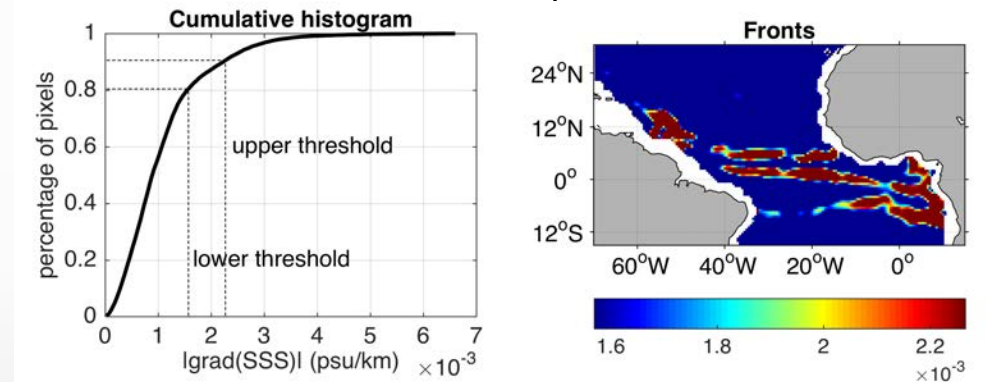 Cumulative histogram
1
0.8
0.6
0.4
0.2
0
percentage of pixels
upper threshold
lower threshold
0 1 2 3 4 5 6 7
|grad(SSS)| (psu/km) ×10-3
Fronts
24°N
12°N
0°
12°S
60°W 40°W 20°W 0°
1.6 1.8 2 2.2
×10-3